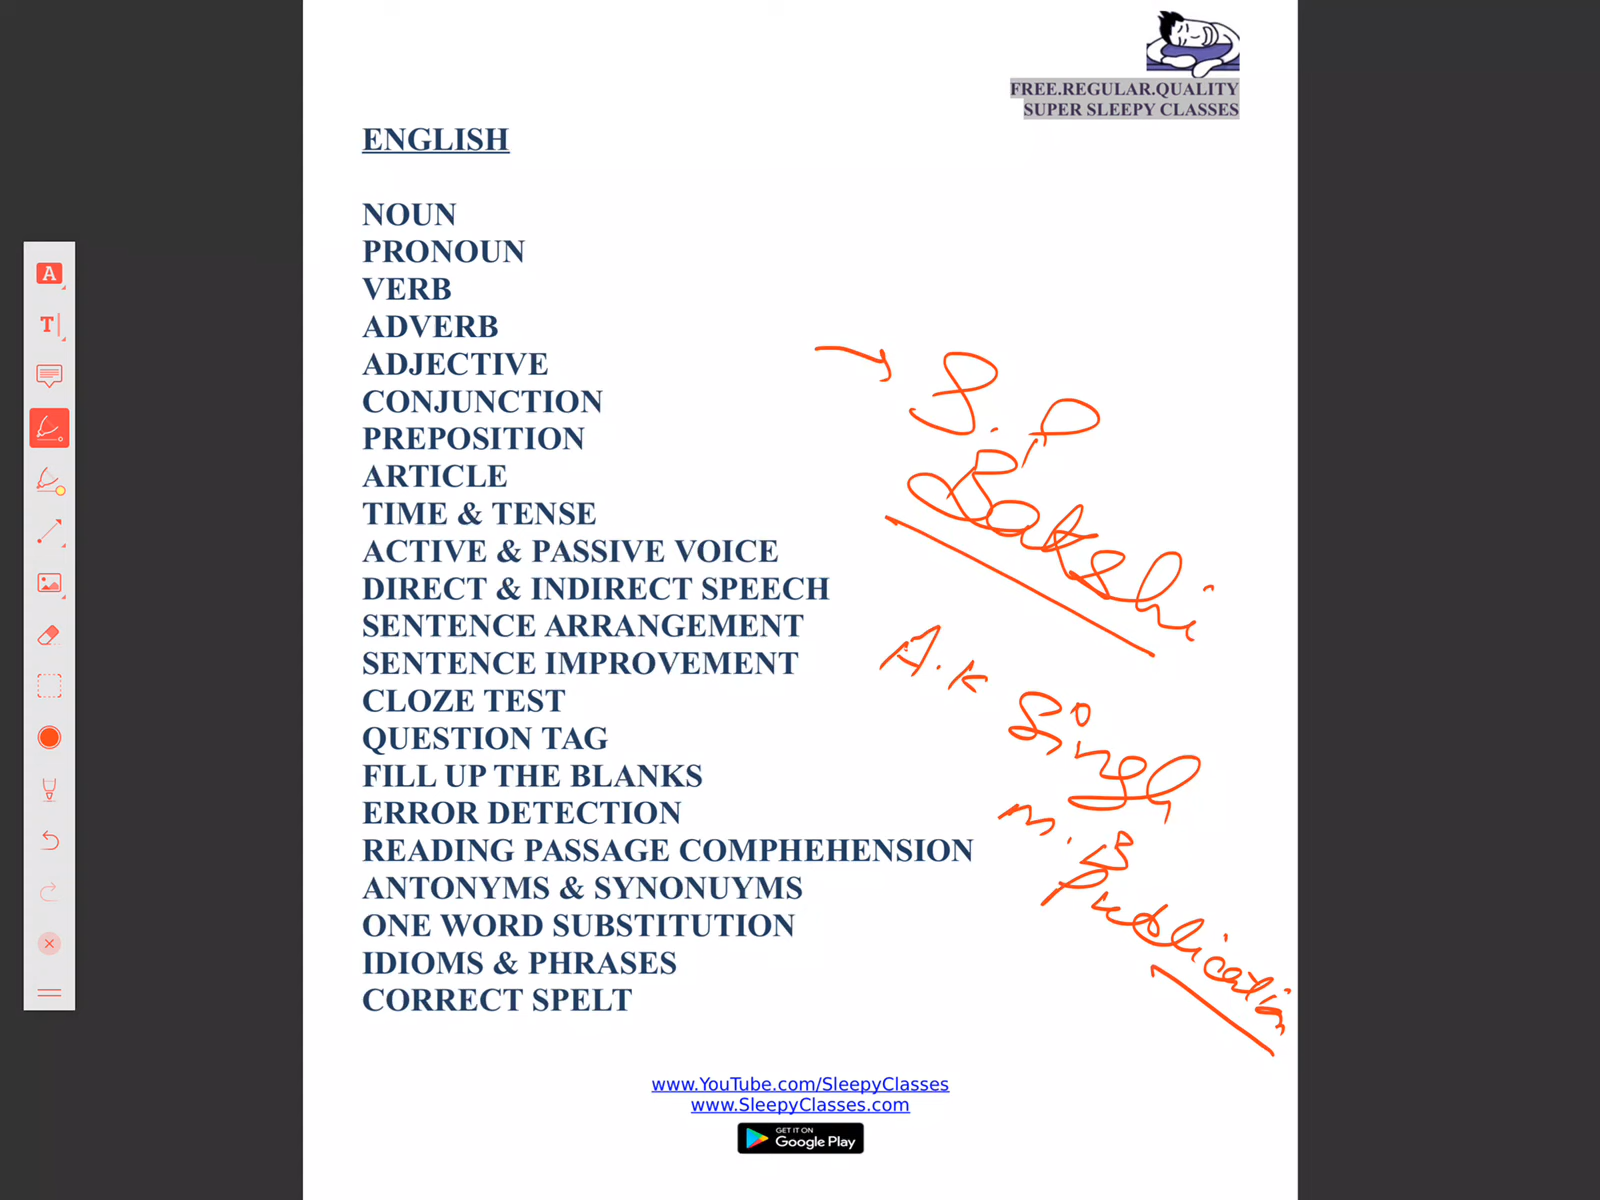 FREE.REGULAR.QUALITY
SUPER SLEEPY CLASSES
ENGLISH
NOUN
PRONOUN
VERB
ADVERB
ADJECTIVE
CONJUNCTION
PREPOSITION
ARTICLE
TIME & TENSE
ACTIVE & PASSIVE VOICE
DIRECT & INDIRECT SPEECH
SENTENCE ARRANGEMENT
SENTENCE IMPROVEMENT
CLOZE TEST
QUESTION TAG
FILL UP THE BLANKS
ERROR DETECTION
READING PASSAGE COMPHEHENSION
ANTONYMS & SYNONUYMS
ONE WORD SUBSTITUTION
IDIOMS & PHRASES
CORRECT SPELT
S. P
Bakshi
A.K Singh
M.B
Publication
www.YouTube.com/SleepyClasses
www.SleepyClasses.com
GET IT ON
Google Play
A
T